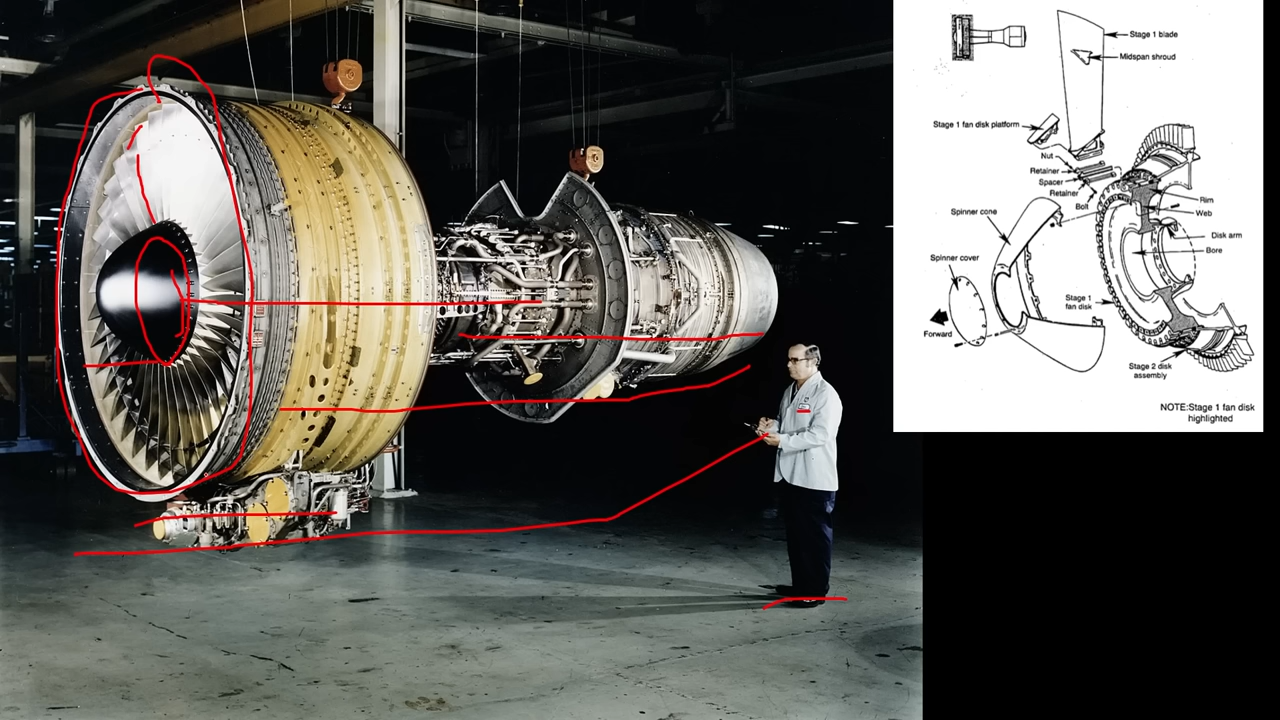 Stage 1 blade
Midspan shroud
Stage 1 fan disk platform
Nut
Retainer
Spacer
Retainer
Bolt
Rim
Web
Spinner cone
Disk arm
Bore
Spinner cover
Stage 1
fan disk
Forward
Stage 2 disk
assembly
NOTE:Stage 1 fan disk
highlighted